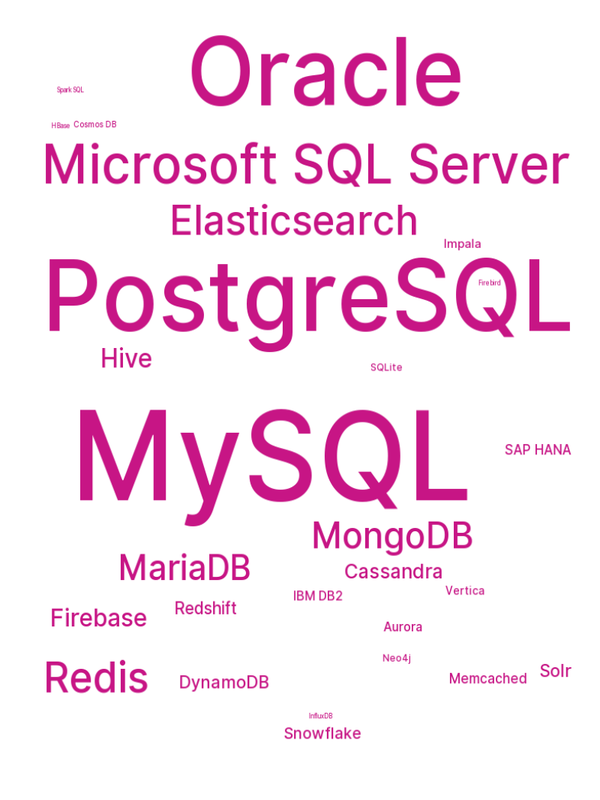 Oracle
Spark SQL
HBase Cosmos DB
Microsoft SQL Server
Elasticsearch
Impala
PostgreSQL
Firebird
Hive
SQLite
MySQL
SAP HANA
MongoDB
MariaDB
Cassandra
Vertica
IBM DB2
Redshift
Firebase
Aurora
Neo4j
Solr
Redis
DynamoDB
Memcached
InfluxDB
Snowflake